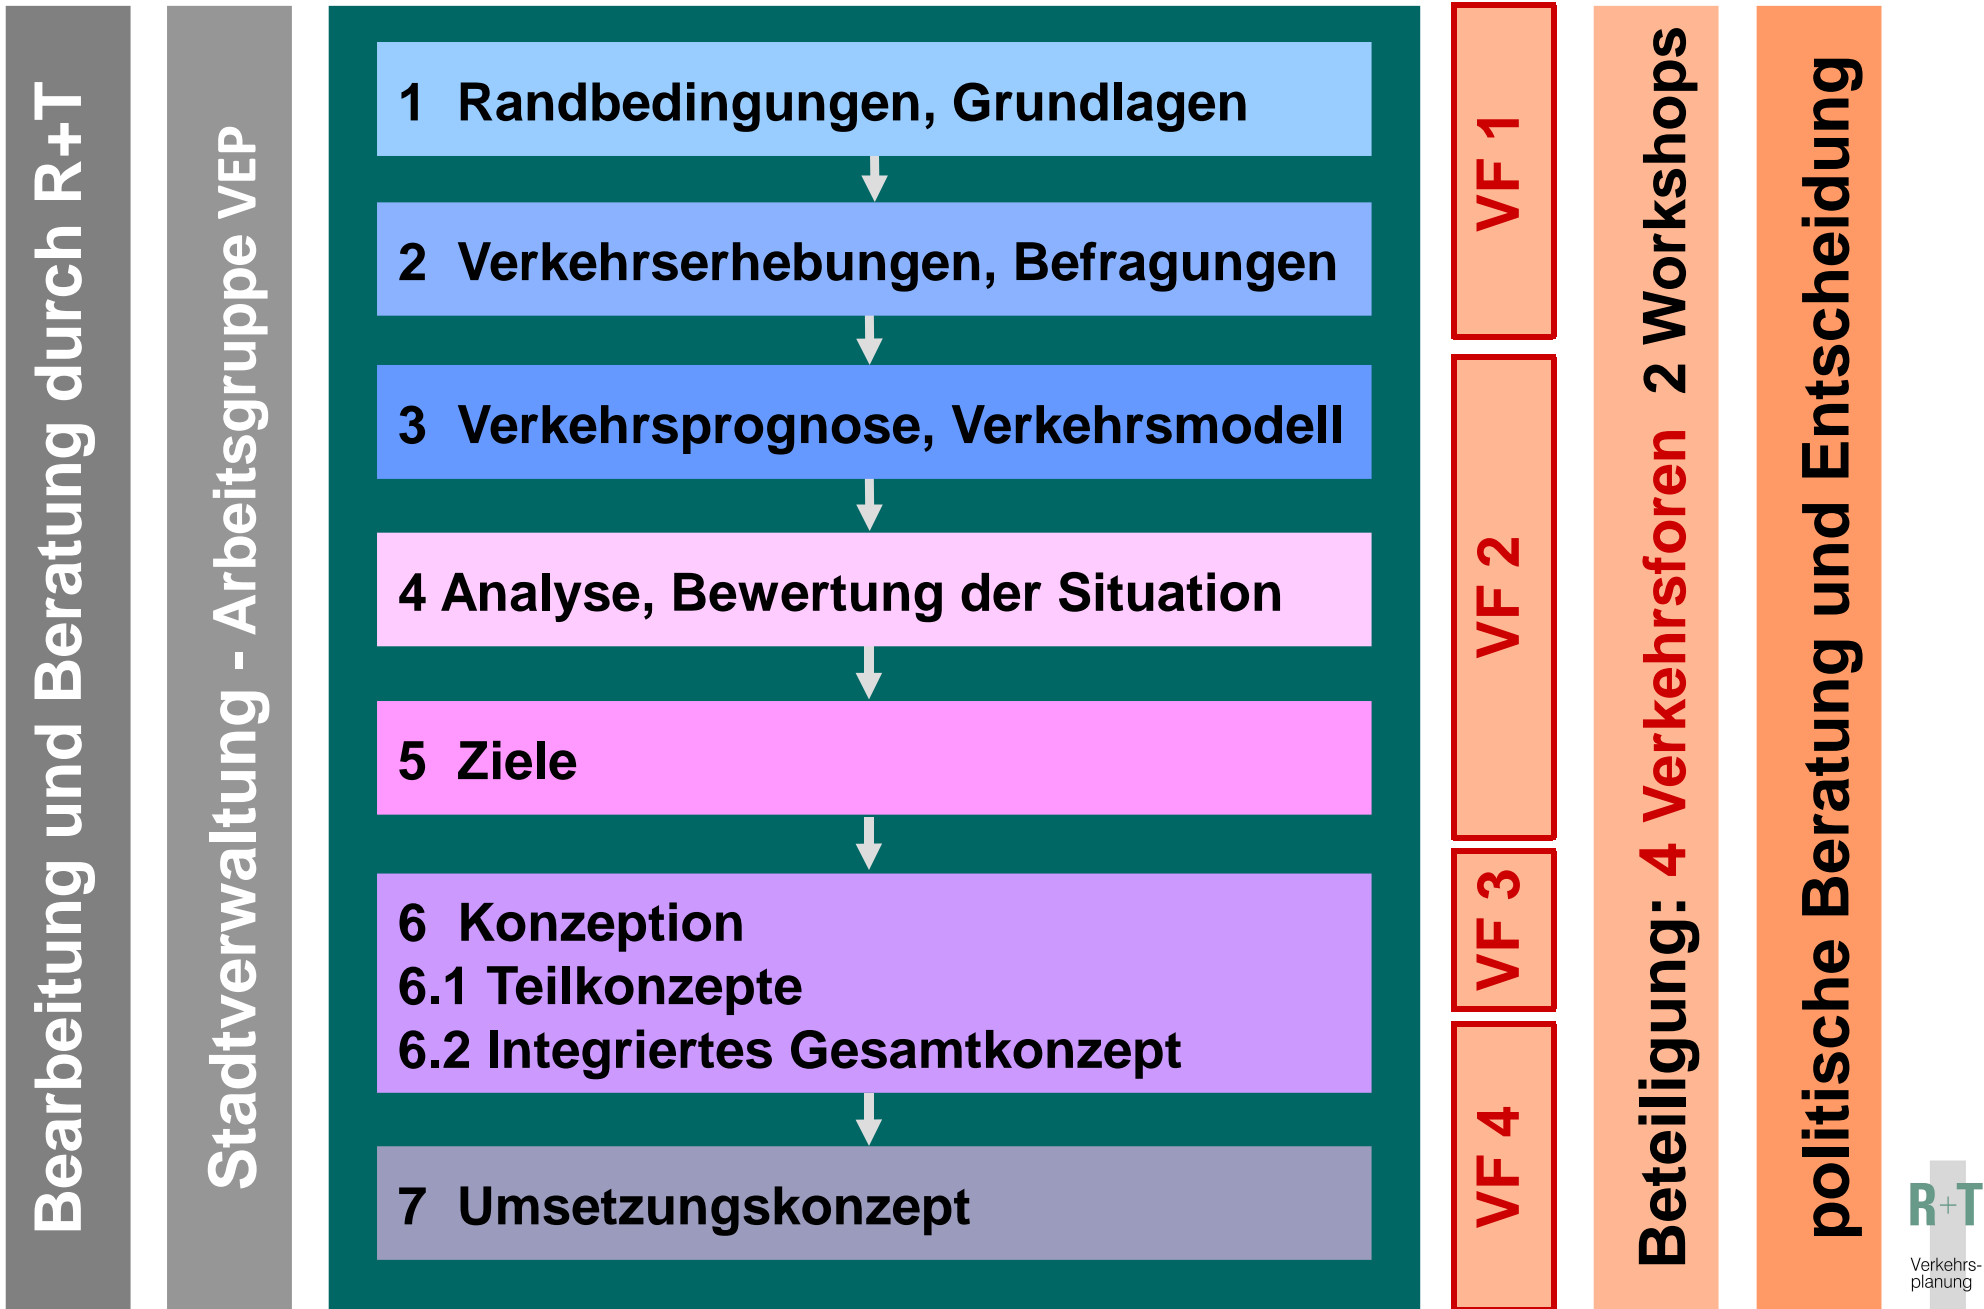 Bearbeitung und Beratung durch R+T
Stadtverwaltung - Arbeitsgruppe VEP
1 Randbedingungen, Grundlagen
2 Verkehrserhebungen, Befragungen
3 Verkehrsprognose, Verkehrsmodell
4 Analyse, Bewertung der Situation
5 Ziele
6 Konzeption
6.1 Teilkonzepte
6.2 Integriertes Gesamtkonzept
7 Umsetzungskonzept
VF 1
VF 2
VF 3
VF 4
Beteiligung: 4 Verkehrsforen 2 Workshops
politische Beratung und Entscheidung
R+T
Verkehrs-
planung